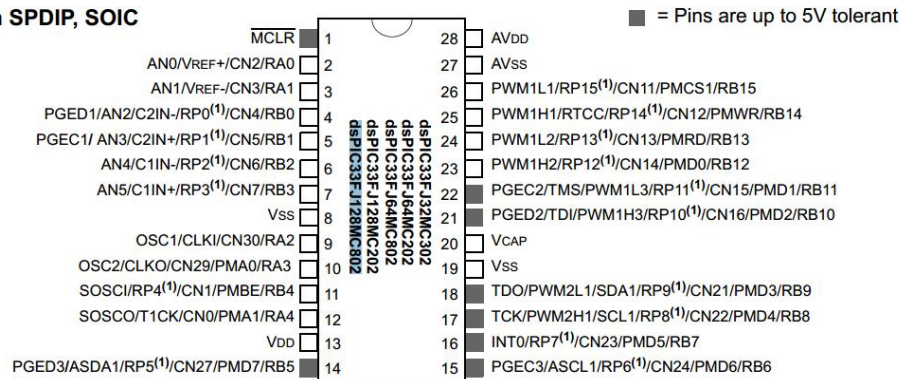 SPDIP, SOIC
= Pins are up to 5V tolerant
MCLR 1
AN0/VREF+/CN2/RA0 2
AN1/VREF-/CN3/RA1 3
PGED1/AN2/C2IN-/RP0(1)/CN4/RB0 4
PGEC1/ AN3/C2IN+/RP1(1)/CN5/RB1 5
AN4/C1IN-/RP2(1)/CN6/RB2 6
AN5/C1IN+/RP3(1)/CN7/RB3 7
VSS 8
OSC1/CLKI/CN30/RA2 9
OSC2/CLKO/CN29/PMA0/RA3 10
SOSCI/RP4(1)/CN1/PMBE/RB4 11
SOSCO/T1CK/CN0/PMA1/RA4 12
VDD 13
PGED3/ASDA1/RP5(1)/CN27/PMD7/RB5 14
dsPIC33FJ32MC302
dsPIC33FJ64MC202
dsPIC33FJ64MC802
dsPIC33FJ128MC202
dsPIC33FJ128MC802
28 AVDD
27 AVSS
26 PWM1L1/RP15(1)/CN11/PMCS1/RB15
25 PWM1H1/RTCC/RP14(1)/CN12/PMWR/RB14
24 PWM1L2/RP13(1)/CN13/PMRD/RB13
23 PWM1H2/RP12(1)/CN14/PMD0/RB12
22 PGEC2/TMS/PWM1L3/RP11(1)/CN15/PMD1/RB11
21 PGED2/TDI/PWM1H3/RP10(1)/CN16/PMD2/RB10
20 VCAP
19 VSS
18 TDO/PWM2L1/SDA1/RP9(1)/CN21/PMD3/RB9
17 TCK/PWM2H1/SCL1/RP8(1)/CN22/PMD4/RB8
16 INT0/RP7(1)/CN23/PMD5/RB7
15 PGEC3/ASCL1/RP6(1)/CN24/PMD6/RB6